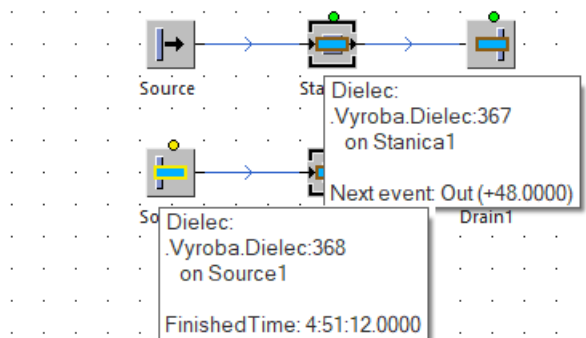 Source
Sta
Dielec:
.Vyroba.Dielec:367
on Stanica1
Next event: Out (+48.0000)
Drain1
So
Dielec:
.Vyroba.Dielec:368
on Source1
FinishedTime: 4:51:12.0000